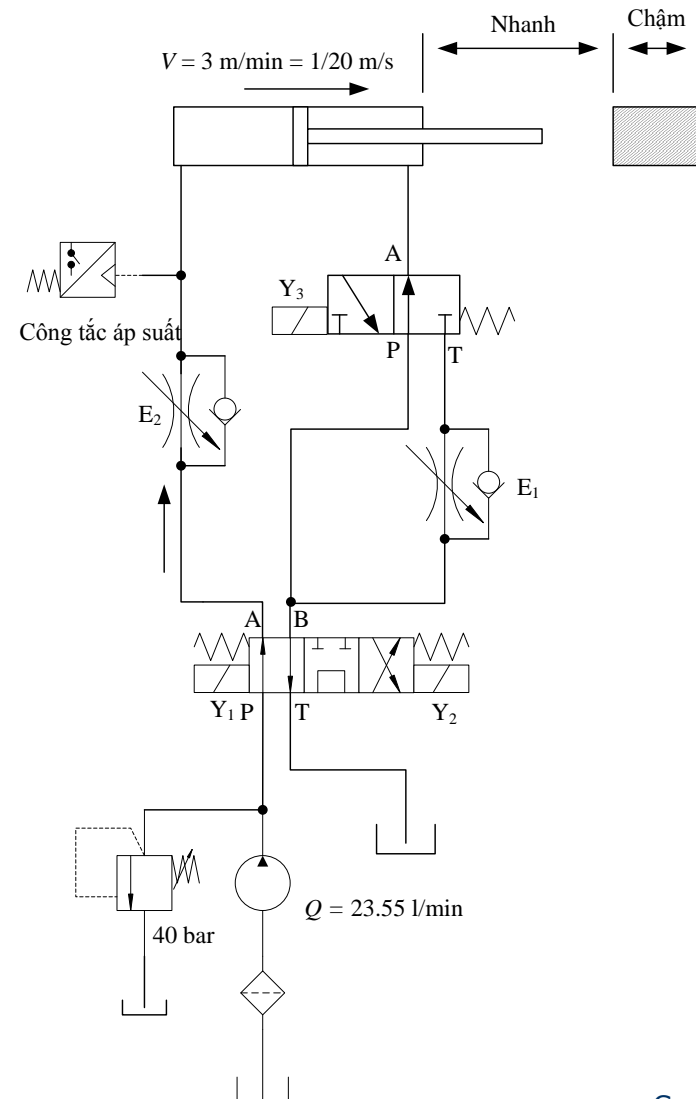 Nhanh
Chậm
V = 3 m/min = 1/20 m/s
A
Y₃
Công tắc áp suất
P
T
E₂
E₁
A
B
Y₁
P
T
Y₂
Q = 23.55 l/min
40 bar